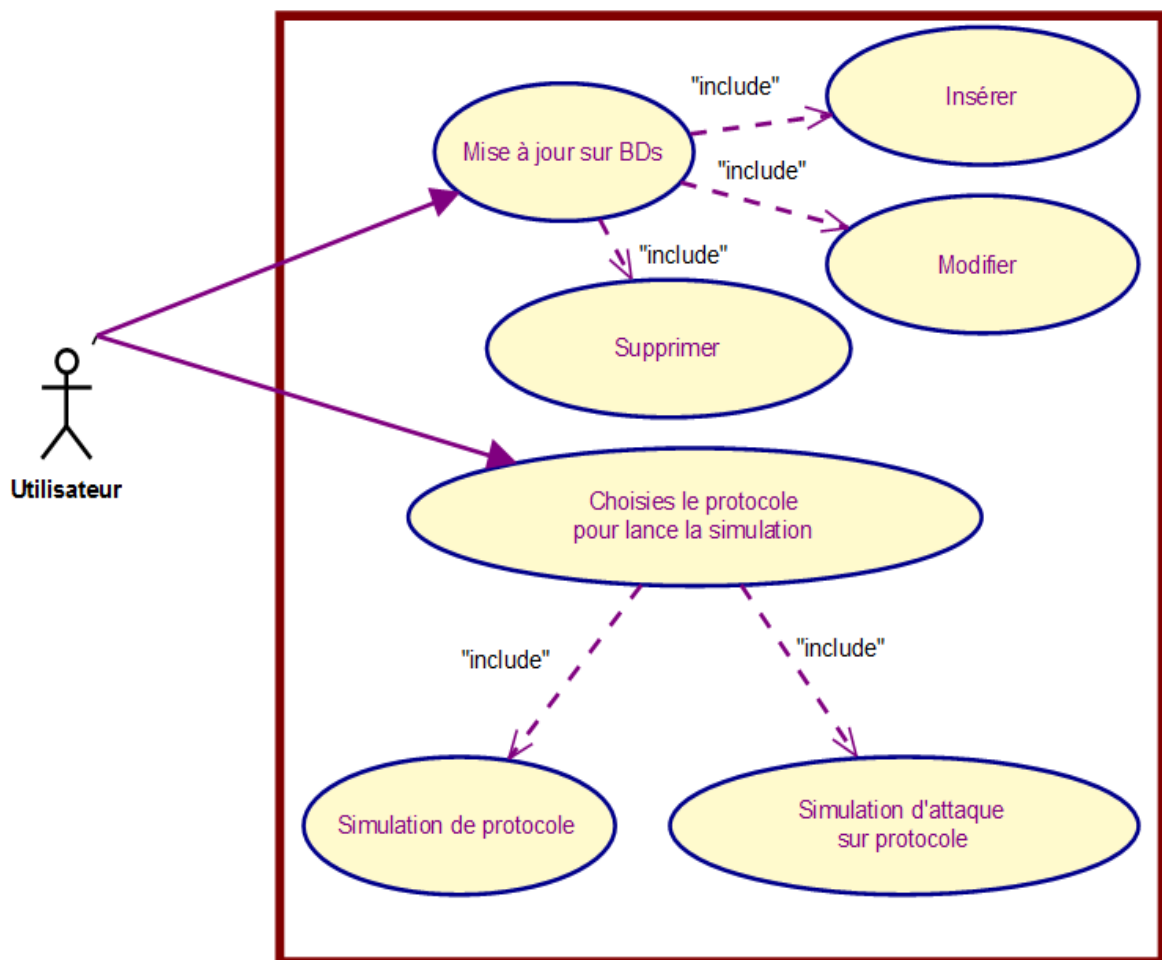 "include"
Insérer
Mise à jour sur BDs
"include"
Modifier
"include"
Supprimer
Utilisateur
Choisies le protocole
pour lance la simulation
"include"
"include"
Simulation de protocole
Simulation d'attaque
sur protocole